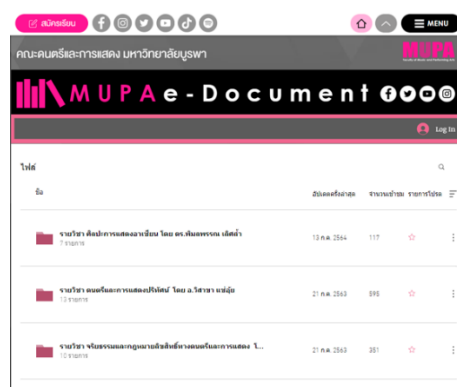 สมัครเรียน
MENU
คณะดนตรีและการแสดง มหาวิทยาลัยบูรพา
MUPA
MUPA e-Document
Log In
ไฟล์
ชื่อ อัปเดตครั้งล่าสุด จำนวนเข้าชม รายการโปรด
รายวิชา ศิลปะการแสดงอาเซียน โดย ดร.พิมลพรรณ เลิศล้ำ
13 ก.ค. 2564 117
7 รายการ
รายวิชา ดนตรีและการแสดงปริทัศน์ โดย อ.วิสาขา แซ่อุ้ย
21 ก.ค. 2563 595
13 รายการ
รายวิชา จริยธรรมและกฎหมายลิขสิทธิ์ทางดนตรีและการแสดง โ...
21 ก.ค. 2563 351
10 รายการ